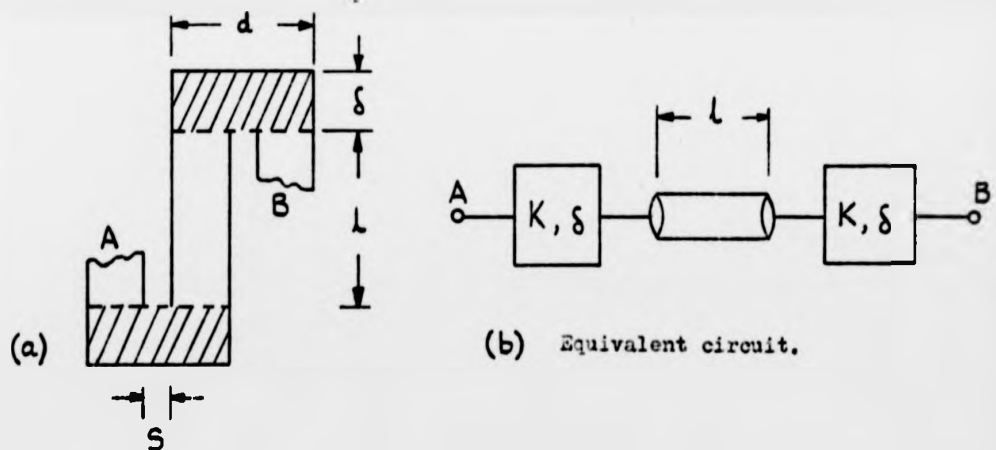 d
δ
l
B
A
S
(a)
l
A
K, δ
K, δ
B
(b) Equivalent circuit.